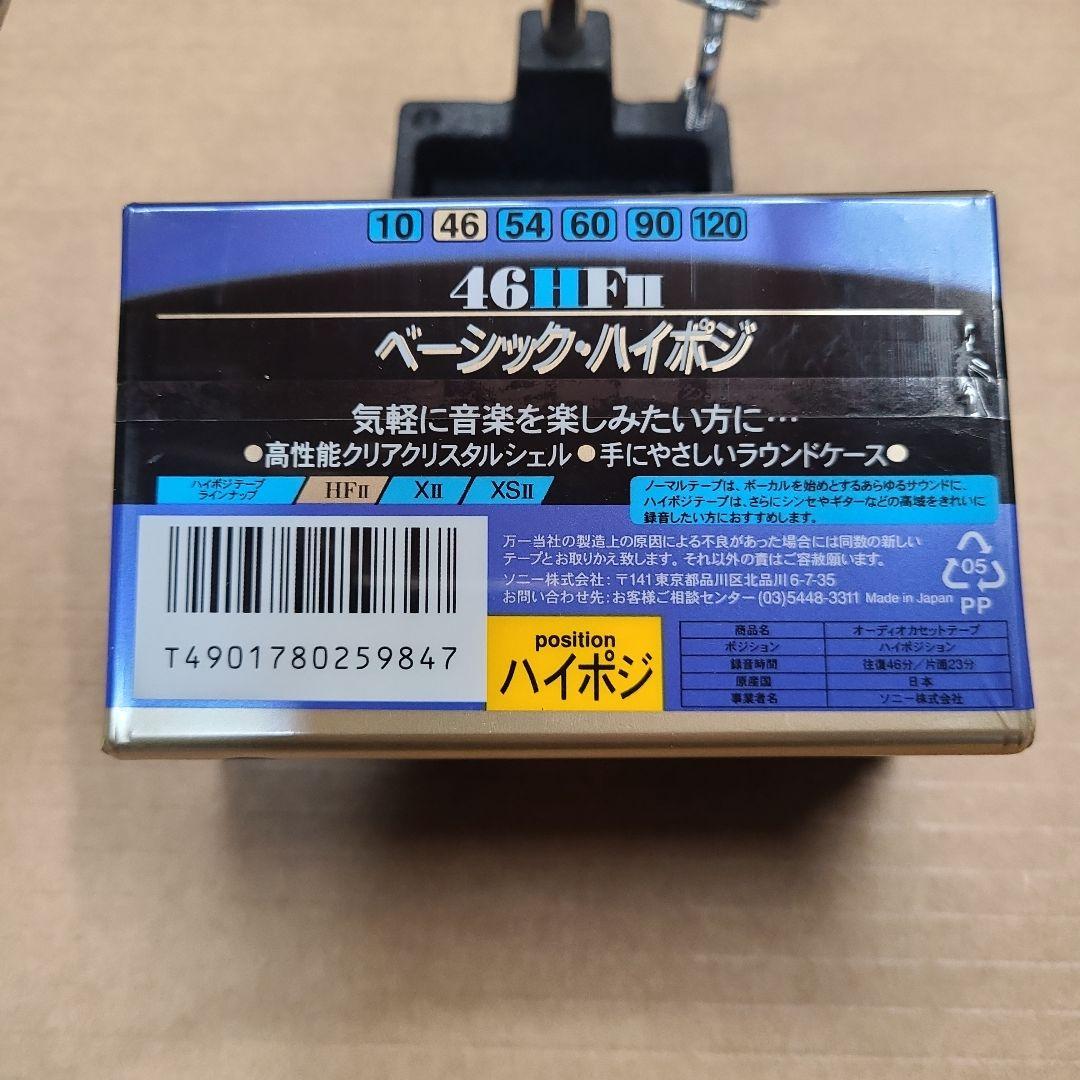 10 46 54 60 90 120
46HFII
ベーシック・ハイポジ
気軽に音楽を楽しみたい方に…
●高性能クリアクリスタルシェル●手にやさしいラウンドケース●
ハイポジテープ
ラインナップ
HFII XII XSII
ノーマルテープは、ボーカルを始めとするあらゆるサウンドに、
ハイポジテープは、さらにシンセやギターなどの高域をきれいに
録音したい方におすすめします。
万一当社の製造上の原因による不良があった場合には同数の新しい
テープとお取りかえ致します。それ以外の責はご容赦願います。
ソニー株式会社:〒141 東京都品川区北品川6-7-35
お問い合わせ先:お客様ご相談センター(03)5448-3311 Made in Japan
05
PP
T4901780259847
position
ハイポジ
商品名 オーディオカセットテープ
ポジション ハイポジション
録音時間 往復46分/片面23分
原産国 日本
事業者名 ソニー株式会社